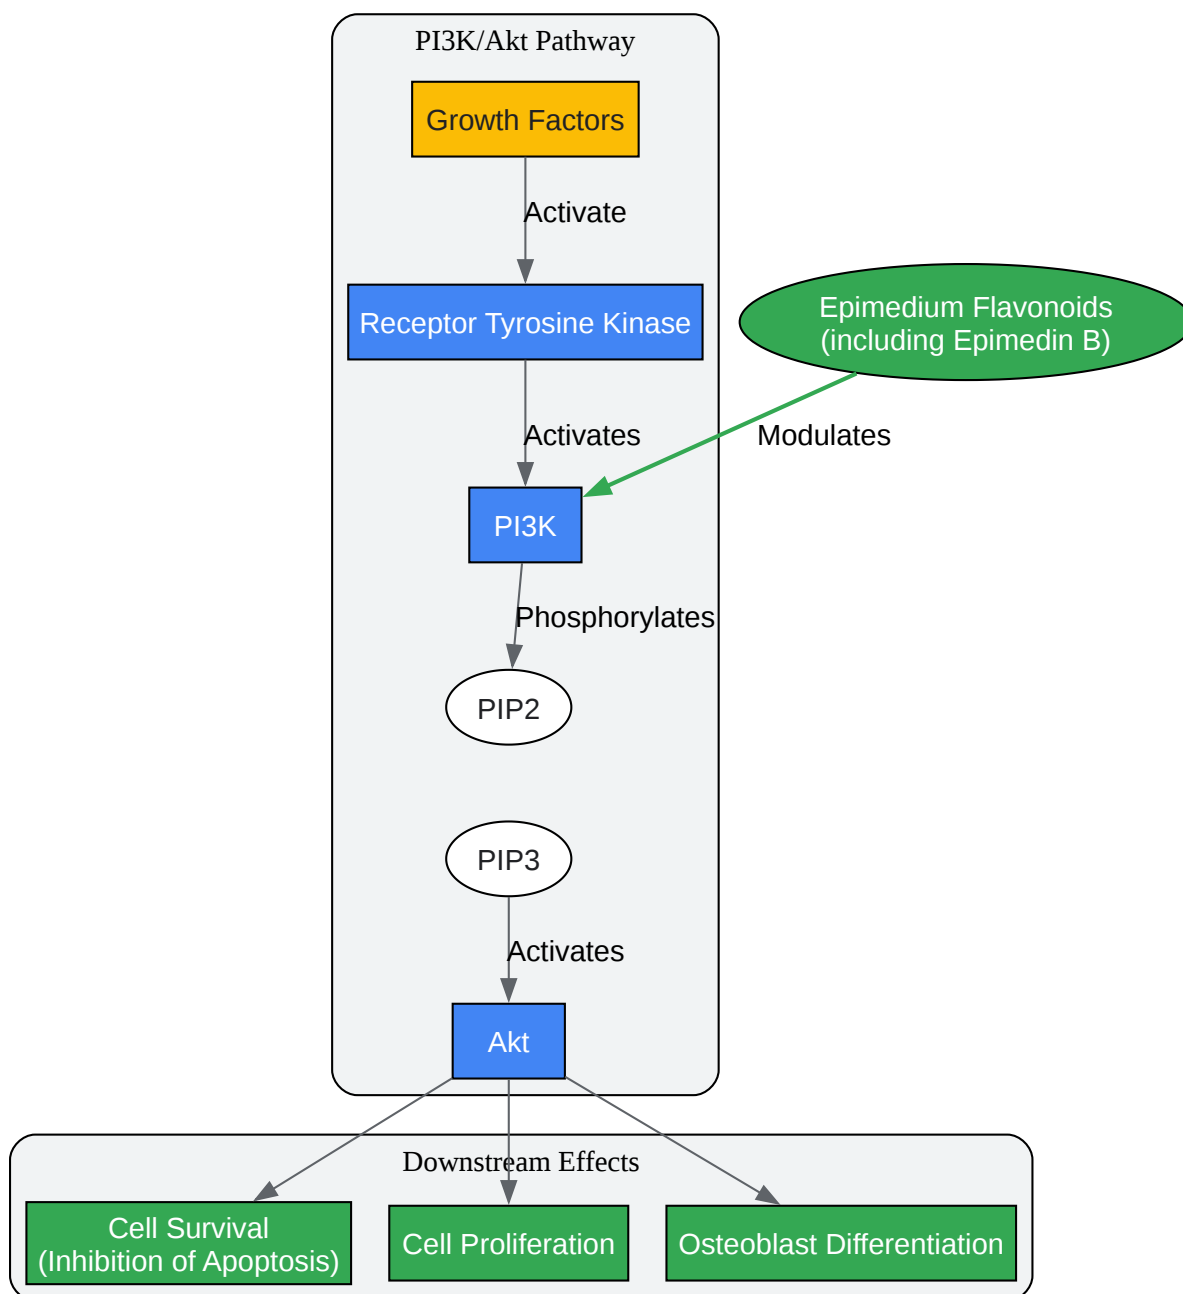 PI3K/Akt Pathway
Growth Factors
Activate
Receptor Tyrosine Kinase
Epimedium Flavonoids
(including Epimedin B)
Activates
Modulates
PI3K
Phosphorylates
PIP2
PIP3
Activates
Akt
Downstream Effects
Cell Survival
(Inhibition of Apoptosis)
Cell Proliferation
Osteoblast Differentiation